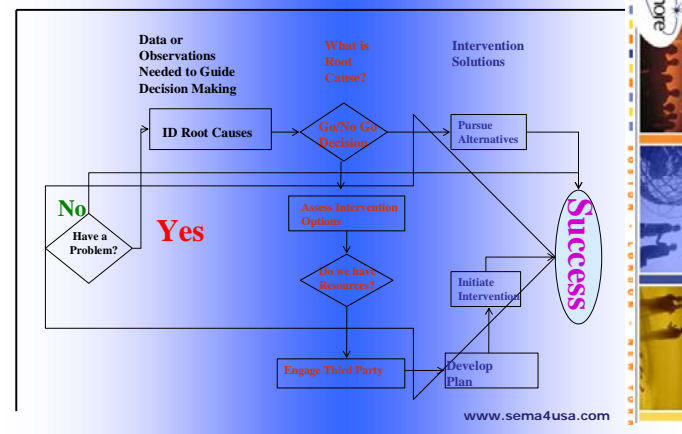 Data or
Observations
Needed to Guide
Decision Making
What is
Root
Cause?
Intervention
Solutions
ID Root Causes
Go/No Go
Decision
Pursue
Alternatives
No
Yes
Have a
Problem?
Assess Intervention
Options
Success
Do we have
Resources?
Initiate
Intervention
Engage Third Party
Develop
Plan
www.sema4usa.com
ore